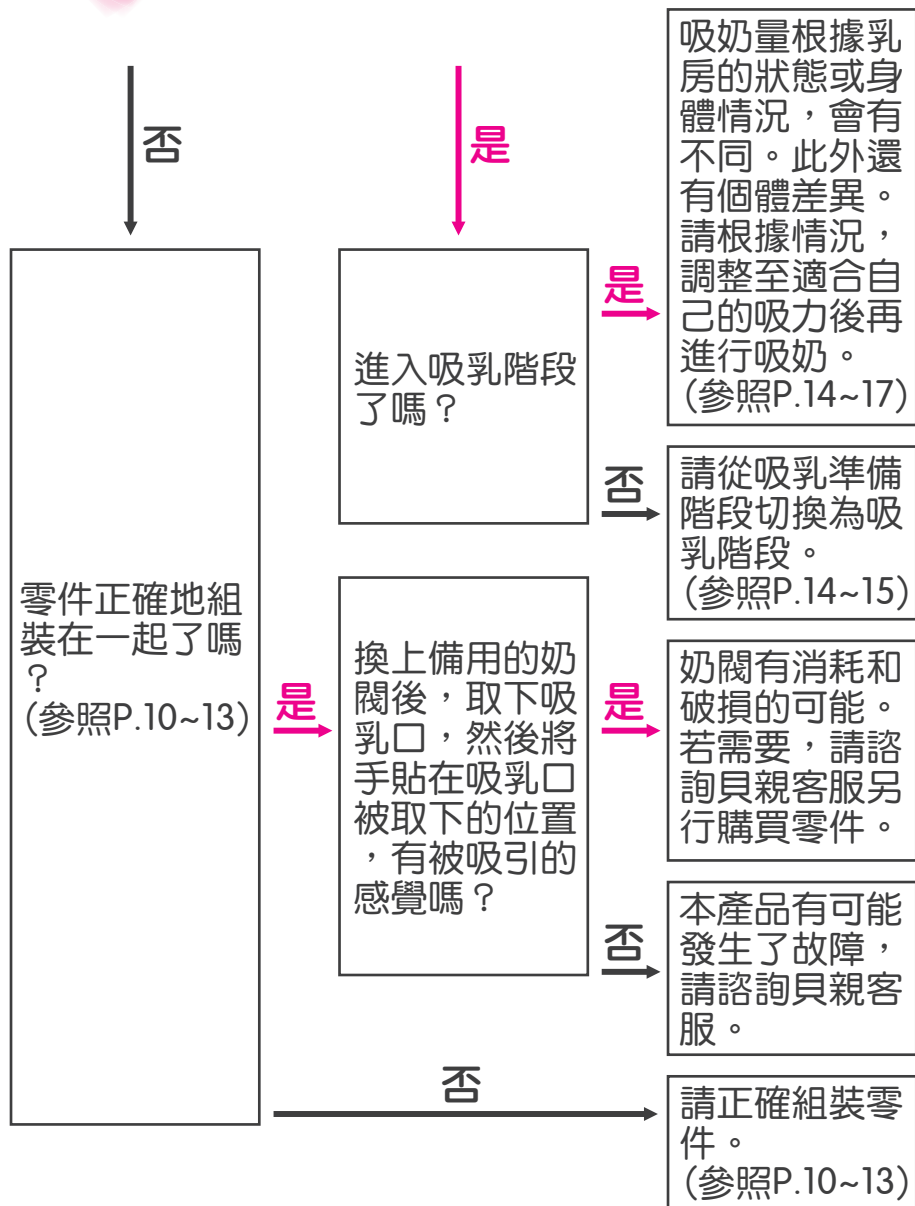 否
是
吸奶量根據乳
房的狀態或身
體情況，會有
不同。此外還
有個體差異。
請根據情況，
調整至適合自
己的吸力後再
進行吸奶。
(參照P.14~17)
進入吸乳階段
了嗎？
是
否
請從吸乳準備
階段切換為吸
乳階段。
(參照P.14~15)
零件正確地組
裝在一起了嗎
？
(參照P.10~13)
是
換上備用的奶
閥後，取下吸
乳口，然後將
手貼在吸乳口
被取下的位置
，有被吸引的
感覺嗎？
是
奶閥有消耗和
破損的可能。
若需要，請諮
詢貝親客服另
行購買零件。
否
本產品有可能
發生了故障，
請諮詢貝親客
服。
否
請正確組裝零
件。
(參照P.10~13)